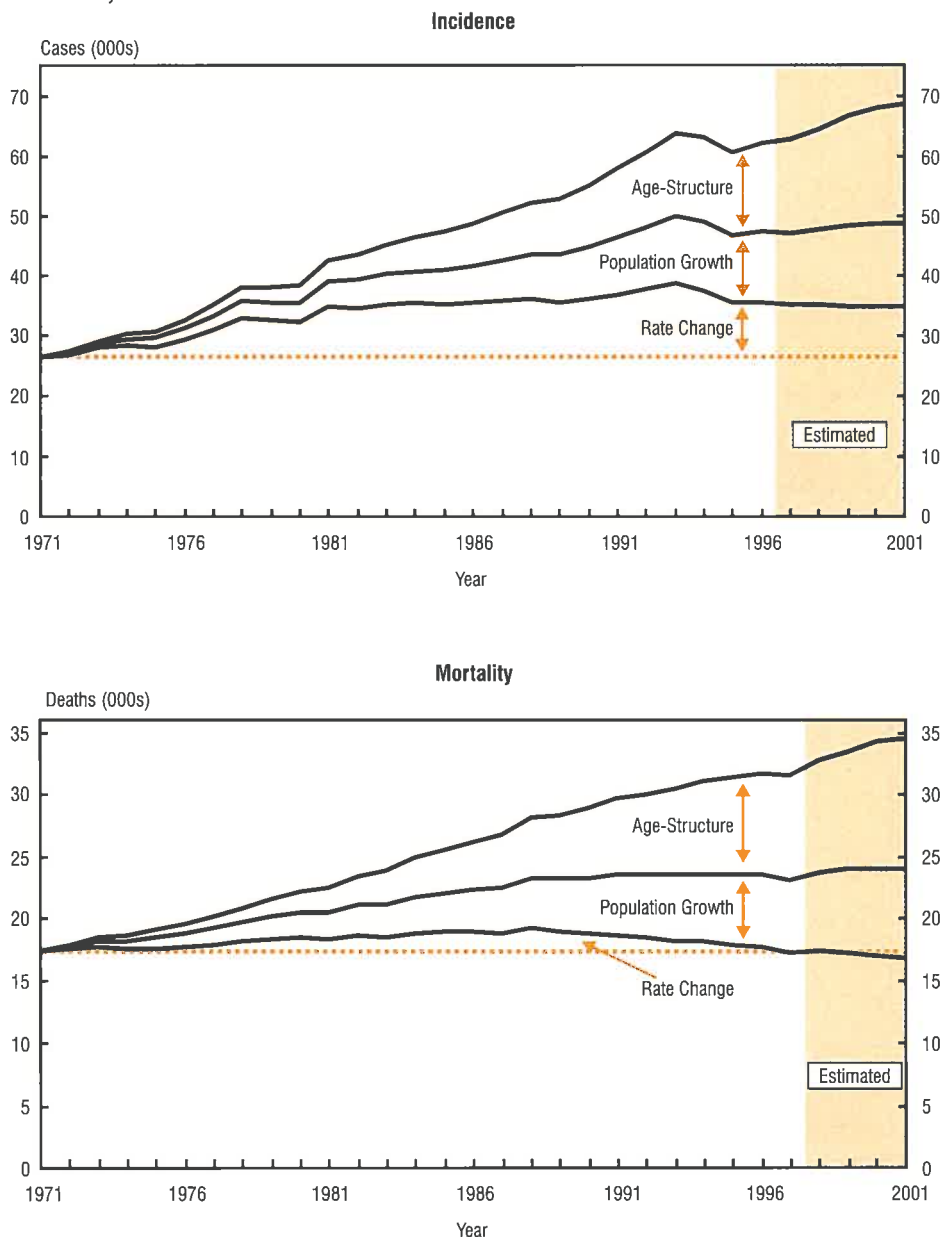 Incidence
Cases (000s)
70 70
60 60
Age-Structure
50 50
Population Growth
40 40
Rate Change
30 30
20 20
Estimated
10 10
0 0
1971 1976 1981 1986 1991 1996 2001
Year
Mortality
Deaths (000s)
35 35
30 30
Age-Structure
25 25
Population Growth
20 20
Rate Change
15 15
10 10
Estimated
5 5
0 0
1971 1976 1981 1986 1991 1996 2001
Year